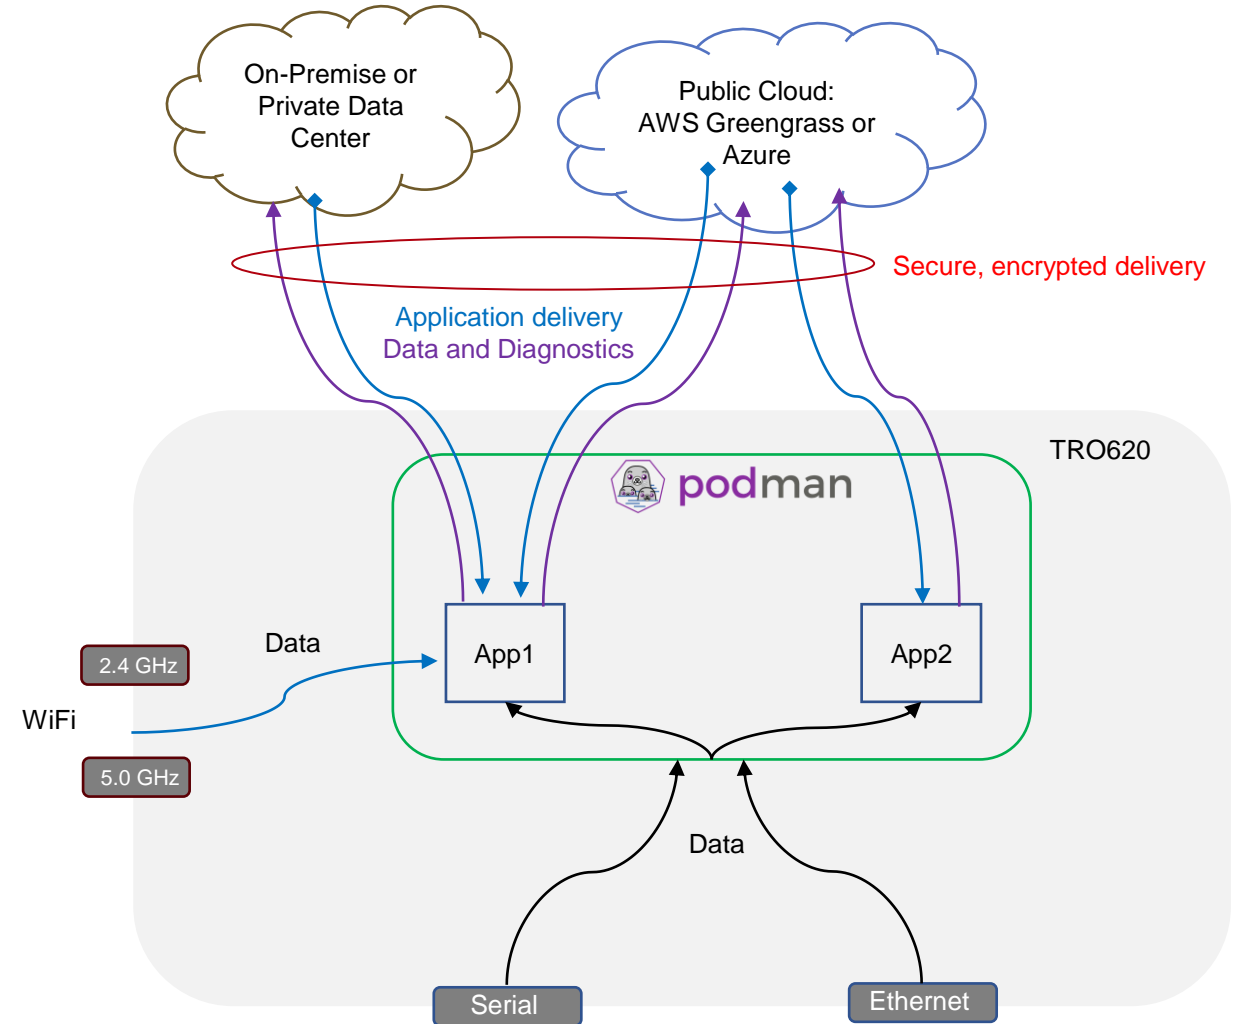 On-Premise or
Private Data
Center
Public Cloud:
AWS Greengrass or
Azure
Secure, encrypted delivery
Application delivery
Data and Diagnostics
TRO620
podman
App1
App2
Data
2.4 GHz
WiFi
5.0 GHz
Data
Serial
Ethernet